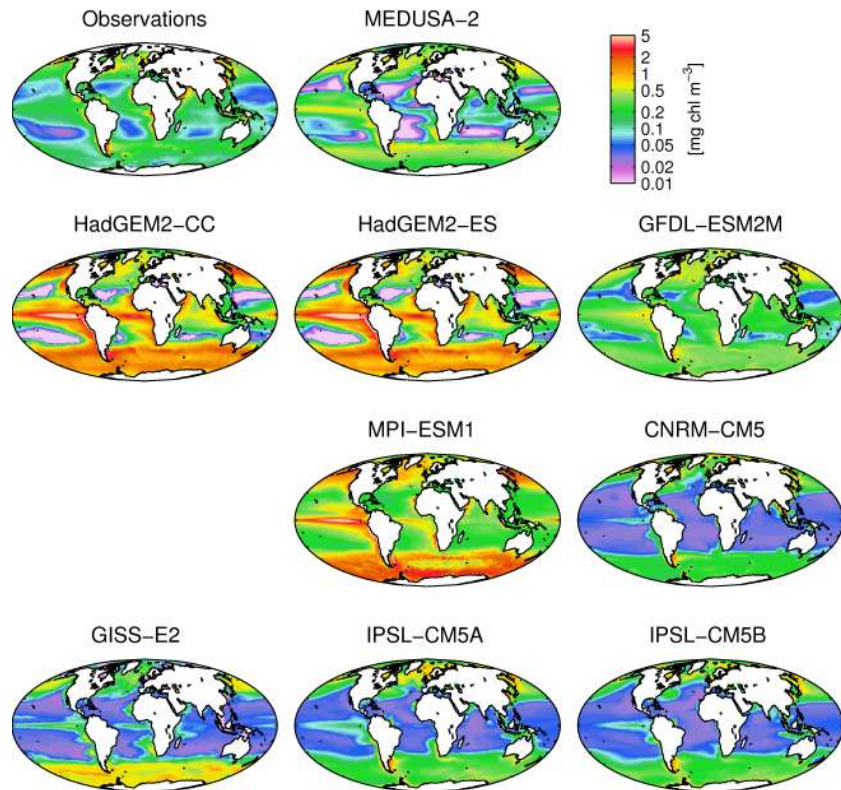 Observations
MEDUSA−2
5
2
1
0.5
0.2
0.1
0.05
0.02
0.01
[mg chl m⁻³]
HadGEM2−CC
HadGEM2−ES
GFDL−ESM2M
MPI−ESM1
CNRM−CM5
GISS−E2
IPSL−CM5A
IPSL−CM5B